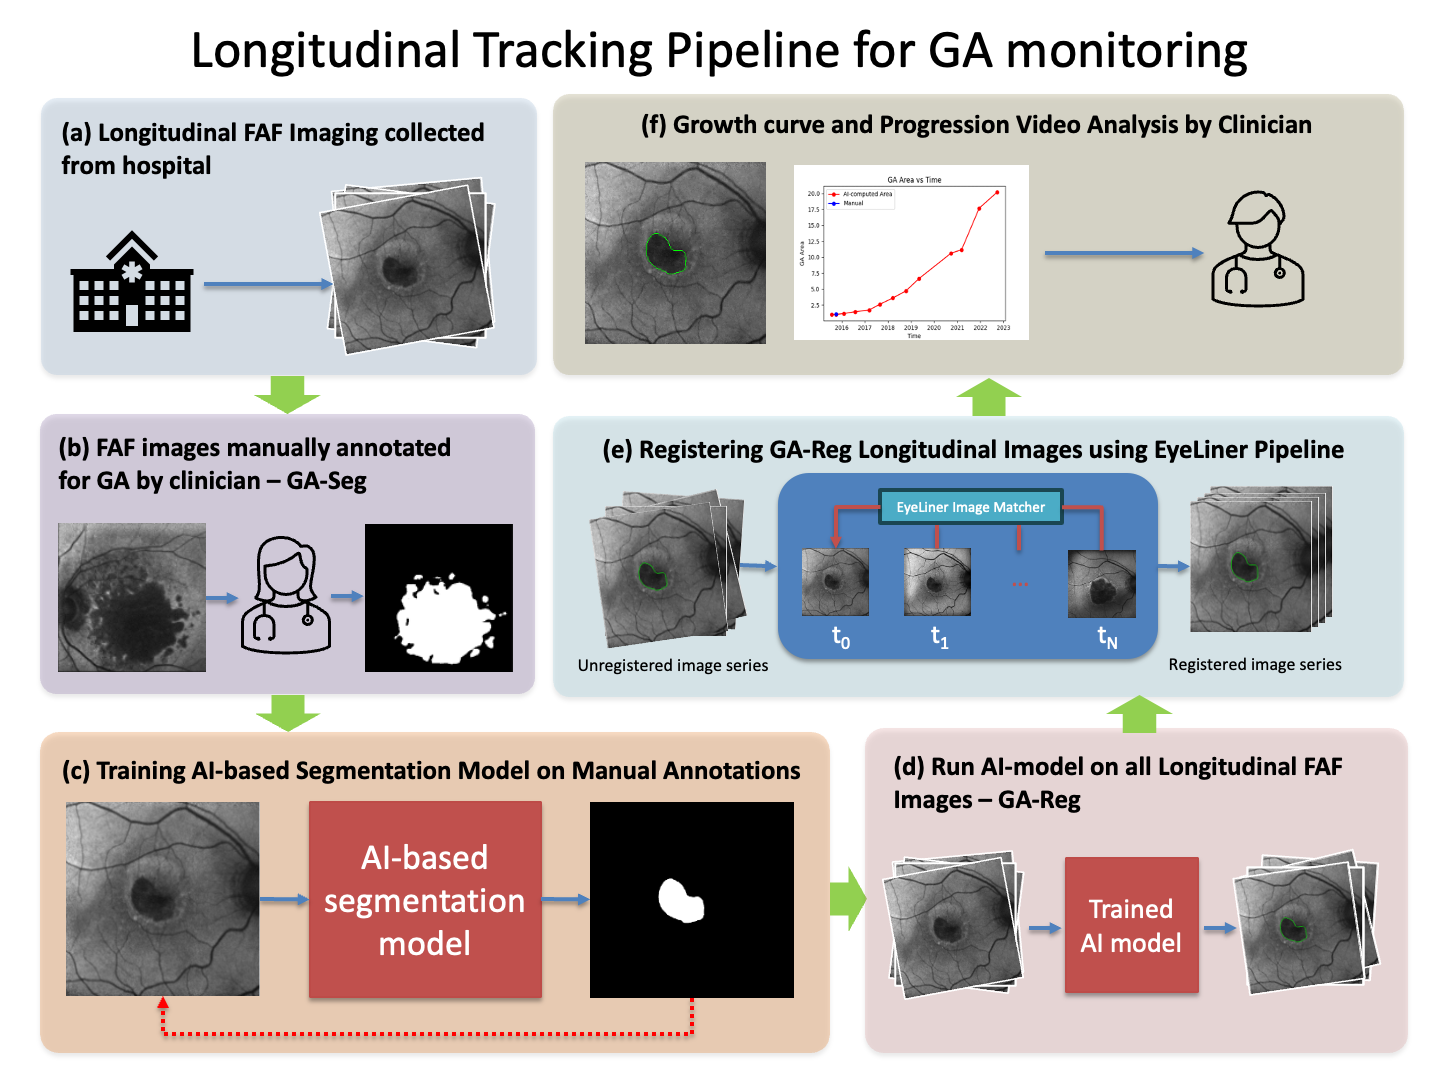 Longitudinal Tracking Pipeline for GA monitoring
(a) Longitudinal FAF Imaging collected
from hospital
(b) FAF images manually annotated
for GA by clinician – GA-Seg
(c) Training AI-based Segmentation Model on Manual Annotations
AI-based
segmentation
model
(d) Run AI-model on all Longitudinal FAF
Images – GA-Reg
Trained
AI model
(e) Registering GA-Reg Longitudinal Images using EyeLiner Pipeline
EyeLiner Image Matcher
...
t0
t1
tN
Unregistered image series
Registered image series
(f) Growth curve and Progression Video Analysis by Clinician
GA Area vs Time
AI-computed Area
Manual
GA Area
20.0
17.5
15.0
12.5
10.0
7.5
5.0
2.5
2016 2017 2018 2019 2020 2021 2022 2023
Time